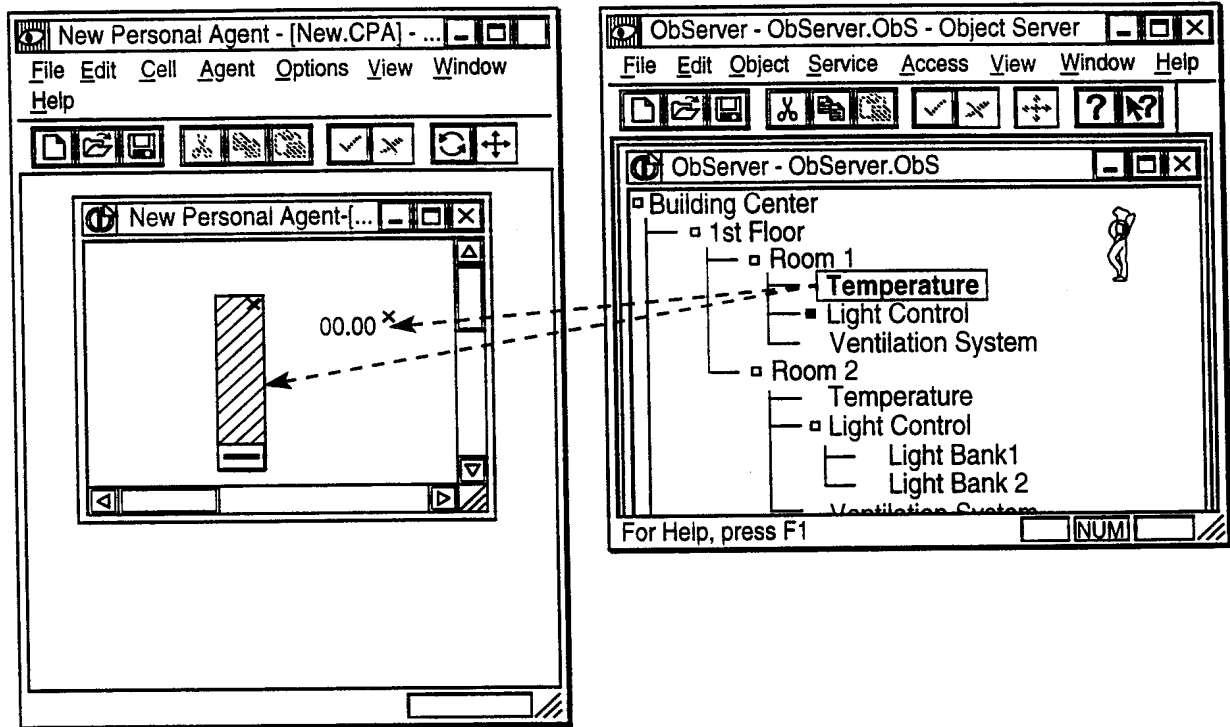 New Personal Agent - [New.CPA] - ...
File Edit Cell Agent Options View Window
Help
New Personal Agent-[...
00.00
ObServer - ObServer.ObS - Object Server
File Edit Object Service Access View Window Help
ObServer - ObServer.ObS
Building Center
1st Floor
Room 1
Temperature
Light Control
Ventilation System
Room 2
Temperature
Light Control
Light Bank1
Light Bank 2
Ventilation System
For Help, press F1 NUM